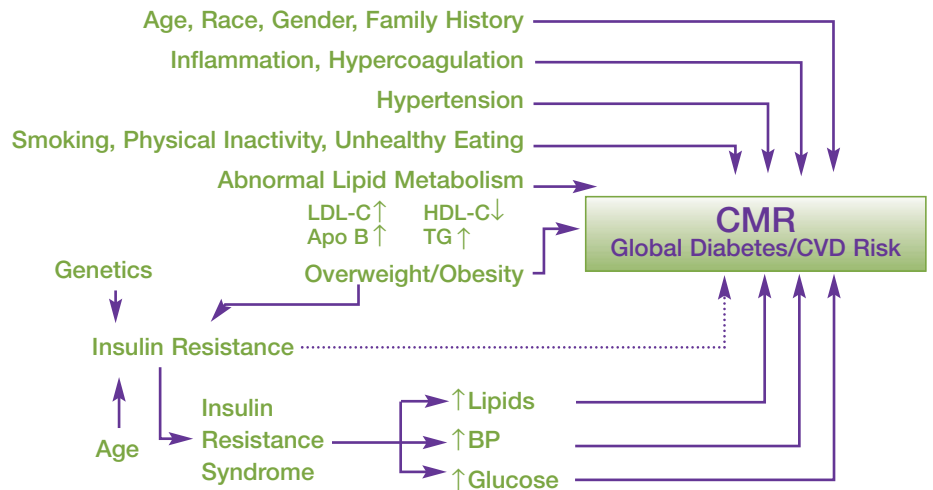 Age, Race, Gender, Family History
Inflammation, Hypercoagulation
Hypertension
Smoking, Physical Inactivity, Unhealthy Eating
Abnormal Lipid Metabolism
LDL-C↑ HDL-C↓
Apo B↑ TG↑
Overweight/Obesity
CMR
Global Diabetes/CVD Risk
Genetics
Insulin Resistance
Age
Insulin
Resistance
Syndrome
↑Lipids
↑BP
↑Glucose